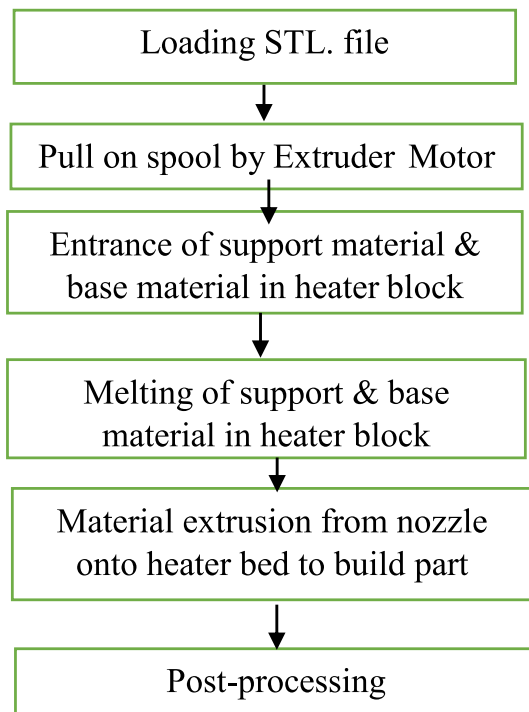 Loading STL. file
Pull on spool by Extruder Motor
Entrance of support material &
base material in heater block
Melting of support & base
material in heater block
Material extrusion from nozzle
onto heater bed to build part
Post-processing